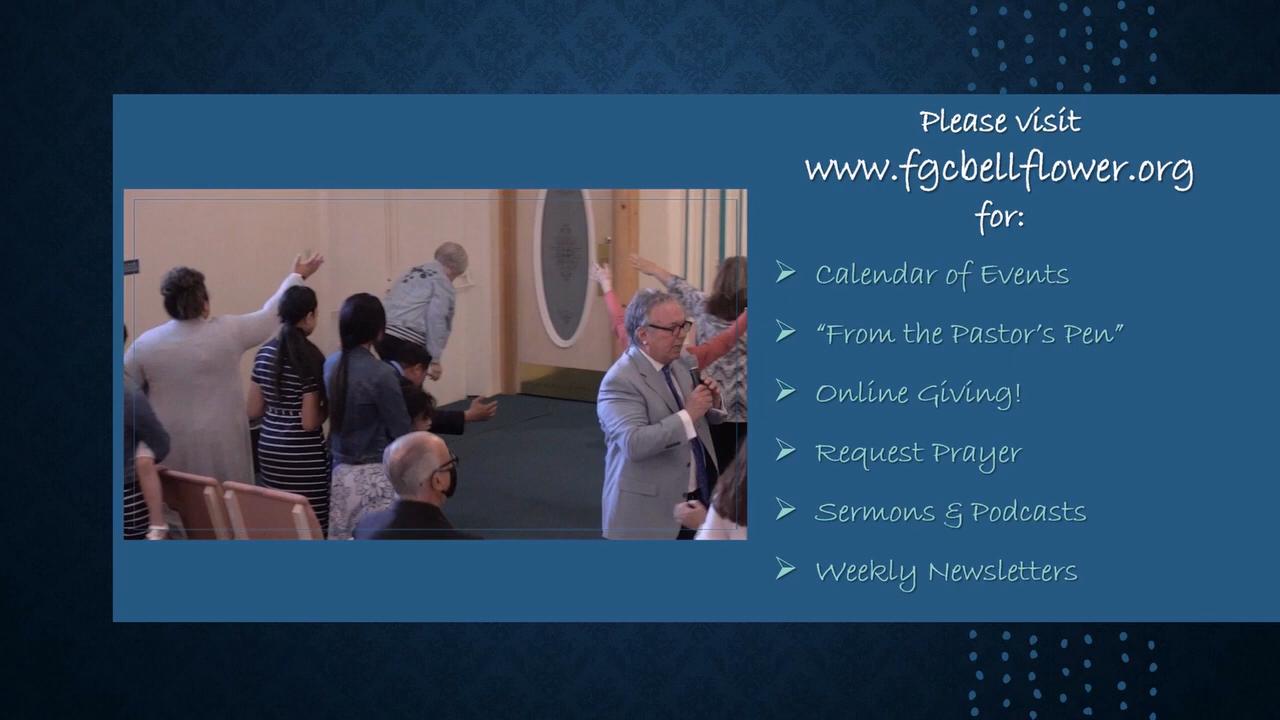 Please visit
www.fgcbellflower.org
for:
Calendar of Events
“From the Pastor’s Pen”
Online Giving!
Request Prayer
Sermons & Podcasts
Weekly Newsletters